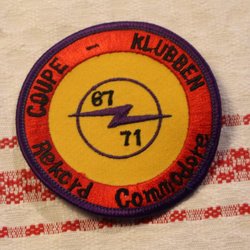 COUPE - KLUBBEN
67
71
Rekord Commodore